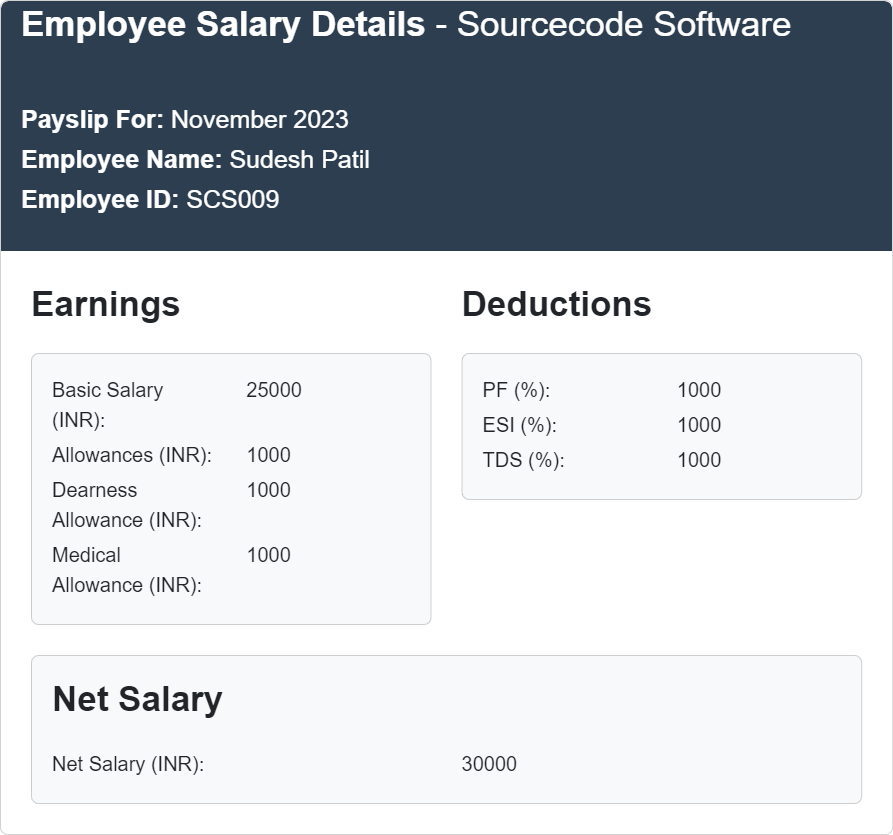 Employee Salary Details - Sourcecode Software
Payslip For: November 2023
Employee Name: Sudesh Patil
Employee ID: SCS009
Earnings
Basic Salary 25000
(INR):
Allowances (INR): 1000
Dearness 1000
Allowance (INR):
Medical 1000
Allowance (INR):
Deductions
PF (%): 1000
ESI (%): 1000
TDS (%): 1000
Net Salary
Net Salary (INR): 30000